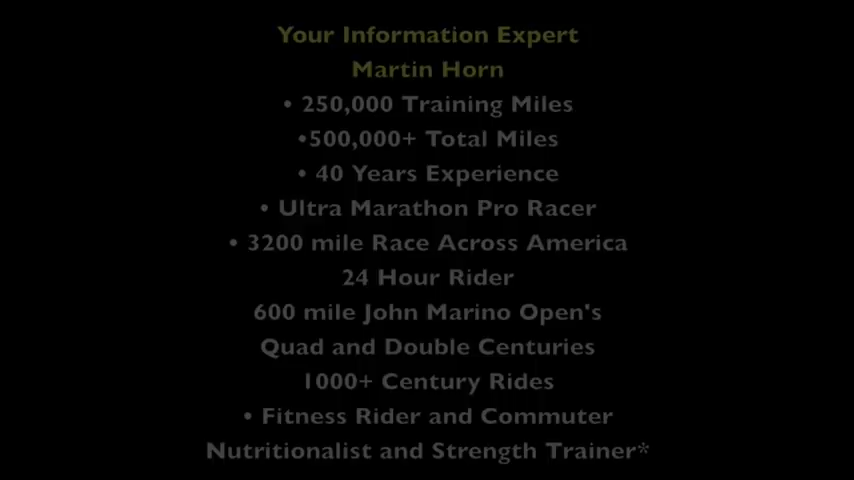 Your Information Expert
Martin Horn
• 250,000 Training Miles
•500,000+ Total Miles
• 40 Years Experience
• Ultra Marathon Pro Racer
• 3200 mile Race Across America
24 Hour Rider
600 mile John Marino Open's
Quad and Double Centuries
1000+ Century Rides
• Fitness Rider and Commuter
Nutritionalist and Strength Trainer*